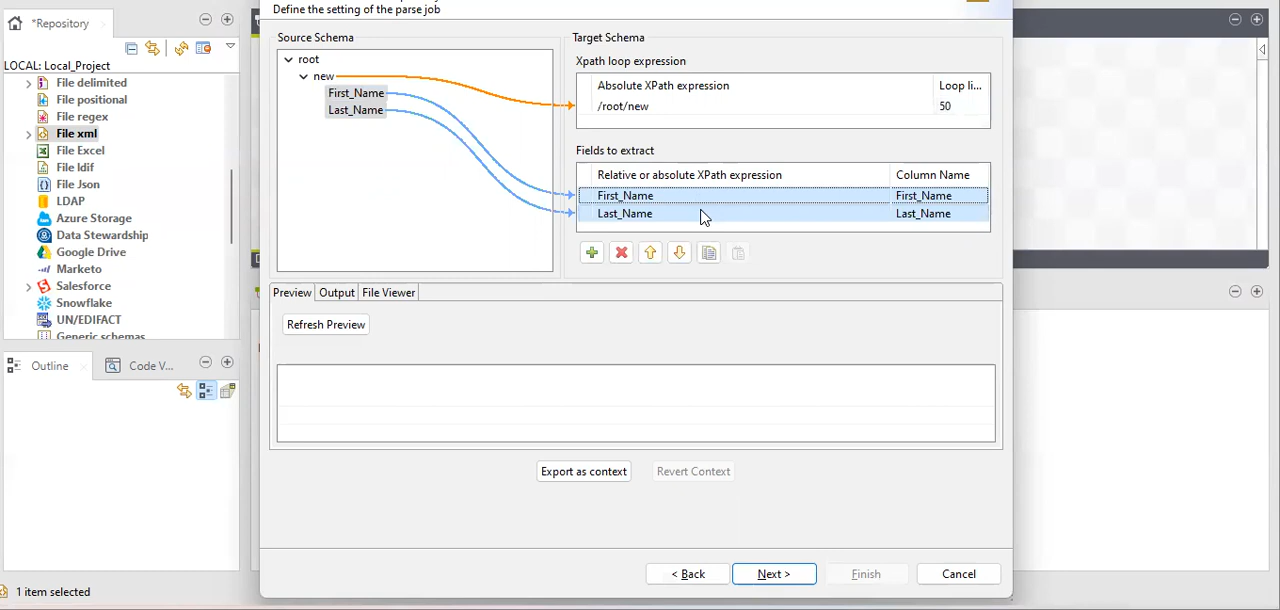 Define the setting of the parse job
*Repository
LOCAL: Local_Project
File delimited
File positional
File regex
File xml
File Excel
File ldif
File Json
LDAP
Azure Storage
Data Stewardship
Google Drive
Marketo
Salesforce
Snowflake
UN/EDIFACT
Generic schemas
Outline
Code V...
1 item selected
Source Schema
root
new
First_Name
Last_Name
Target Schema
Xpath loop expression
Absolute XPath expression Loop li...
/root/new 50
Fields to extract
Relative or absolute XPath expression Column Name
First_Name First_Name
Last_Name Last_Name
Preview Output File Viewer
Refresh Preview
Export as context Revert Context
< Back Next > Finish Cancel